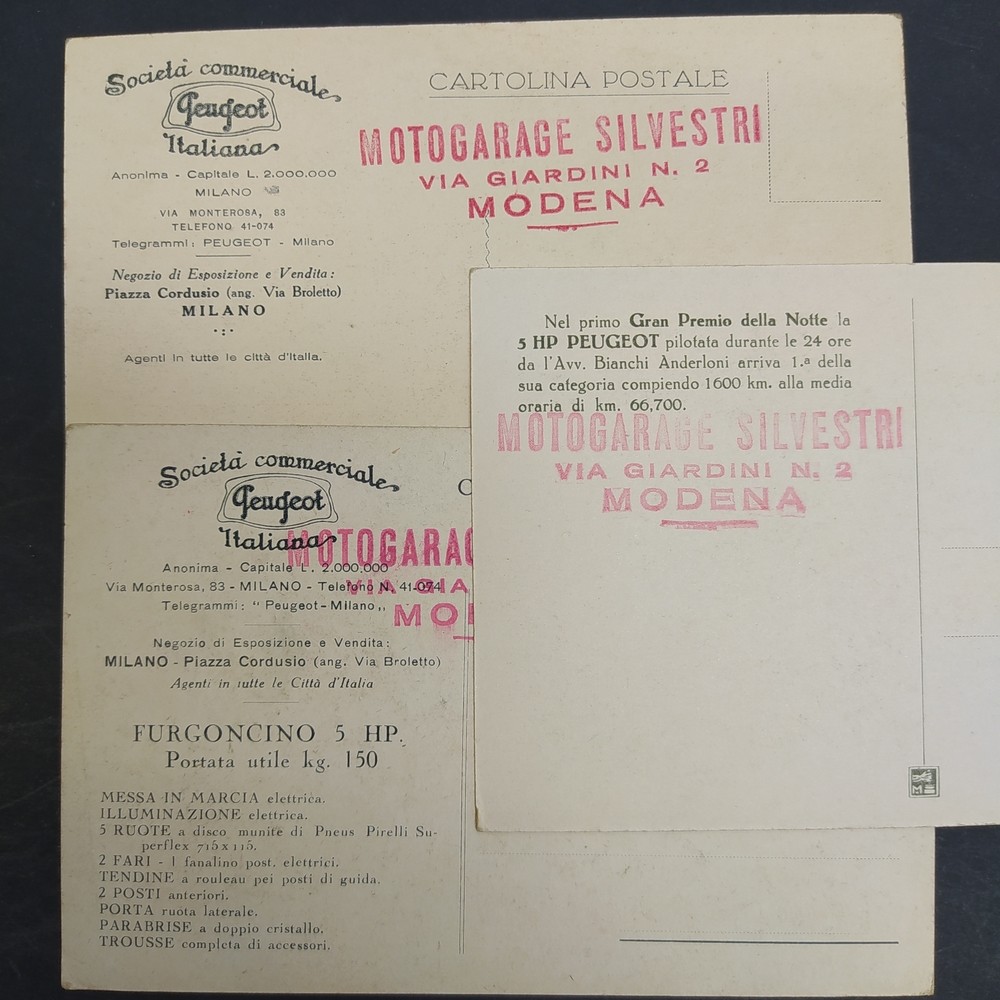 Società commerciale
Peugeot
Italiana
Anonima - Capitale L. 2.000.000
MILANO
VIA MONTEROSA, 83
TELEFONO 41-074
Telegrammi: PEUGEOT - Milano
Negozio di Esposizione e Vendita:
Piazza Cordusio (ang. Via Broletto)
MILANO
Agenti in tutte le città d'Italia.
CARTOLINA POSTALE
MOTOGARAGE SILVESTRI
VIA GIARDINI N. 2
MODENA
Nel primo Gran Premio della Notte la
5 HP PEUGEOT pilotata durante le 24 ore
da l'Avv. Bianchi Anderloni arriva 1.a della
sua categoria compiendo 1600 km. alla media
oraria di km. 66,700.
MOTOGARAGE SILVESTRI
VIA GIARDINI N. 2
MODENA
Società commerciale
Peugeot
Italiana
Anonima - Capitale L. 2.000.000
Via Monterosa, 83 - MILANO - Telefono N. 41-074
Telegrammi: " Peugeot-Milano „
Negozio di Esposizione e Vendita:
MILANO - Piazza Cordusio (ang. Via Broletto)
Agenti in tutte le Città d'Italia
C
MOTOGARAG
VIA GIA
MO
FURGONCINO 5 HP.
Portata utile kg. 150
MESSA IN MARCIA elettrica.
ILLUMINAZIONE elettrica.
5 RUOTE a disco munite di Pneus Pirelli Su-
perflex 715x115.
2 FARI - 1 fanalino post. elettrici.
TENDINE a rouleau pei posti di guida.
2 POSTI anteriori.
PORTA ruota laterale.
PARABRISE a doppio cristallo.
TROUSSE completa di accessori.